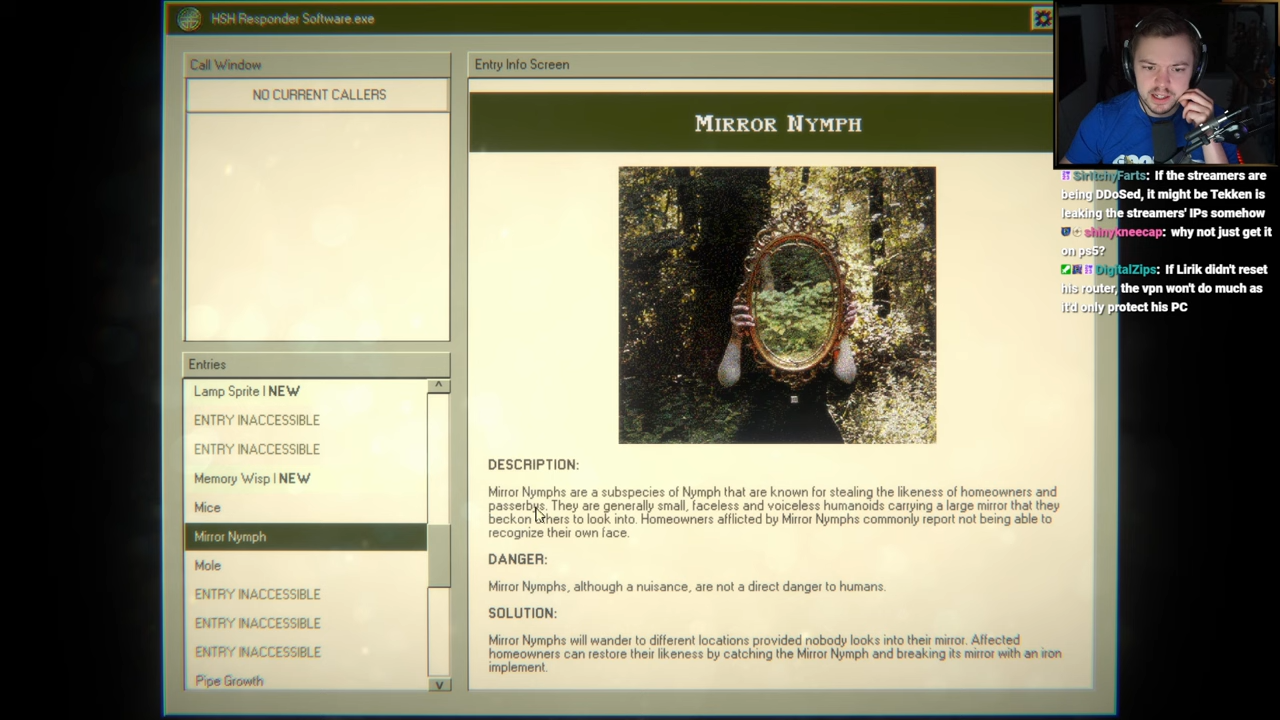 HSH Responder Software.exe
Call Window
NO CURRENT CALLERS
Entries
Lamp Sprite | NEW
ENTRY INACCESSIBLE
ENTRY INACCESSIBLE
Memory Wisp | NEW
Mice
Mirror Nymph
Mole
ENTRY INACCESSIBLE
ENTRY INACCESSIBLE
ENTRY INACCESSIBLE
Pipe Growth
Entry Info Screen
MIRROR NYMPH
DESCRIPTION:
Mirror Nymphs are a subspecies of Nymph that are known for stealing the likeness of homeowners and
passerbys. They are generally small, faceless and voiceless humanoids carrying a large mirror that they
beckon others to look into. Homeowners afflicted by Mirror Nymphs commonly report not being able to
recognize their own face.
DANGER:
Mirror Nymphs, although a nuisance, are not a direct danger to humans.
SOLUTION:
Mirror Nymphs will wander to different locations provided nobody looks into their mirror. Affected
homeowners can restore their likeness by catching the Mirror Nymph and breaking its mirror with an iron
implement.
SirItchyFarts: If the streamers are
being DDoSed, it might be Tekken is
leaking the streamers' IPs somehow
shinykneecap: why not just get it
on ps5?
DigitalZips: If Lirik didn't reset
his router, the vpn won't do much as
it'd only protect his PC